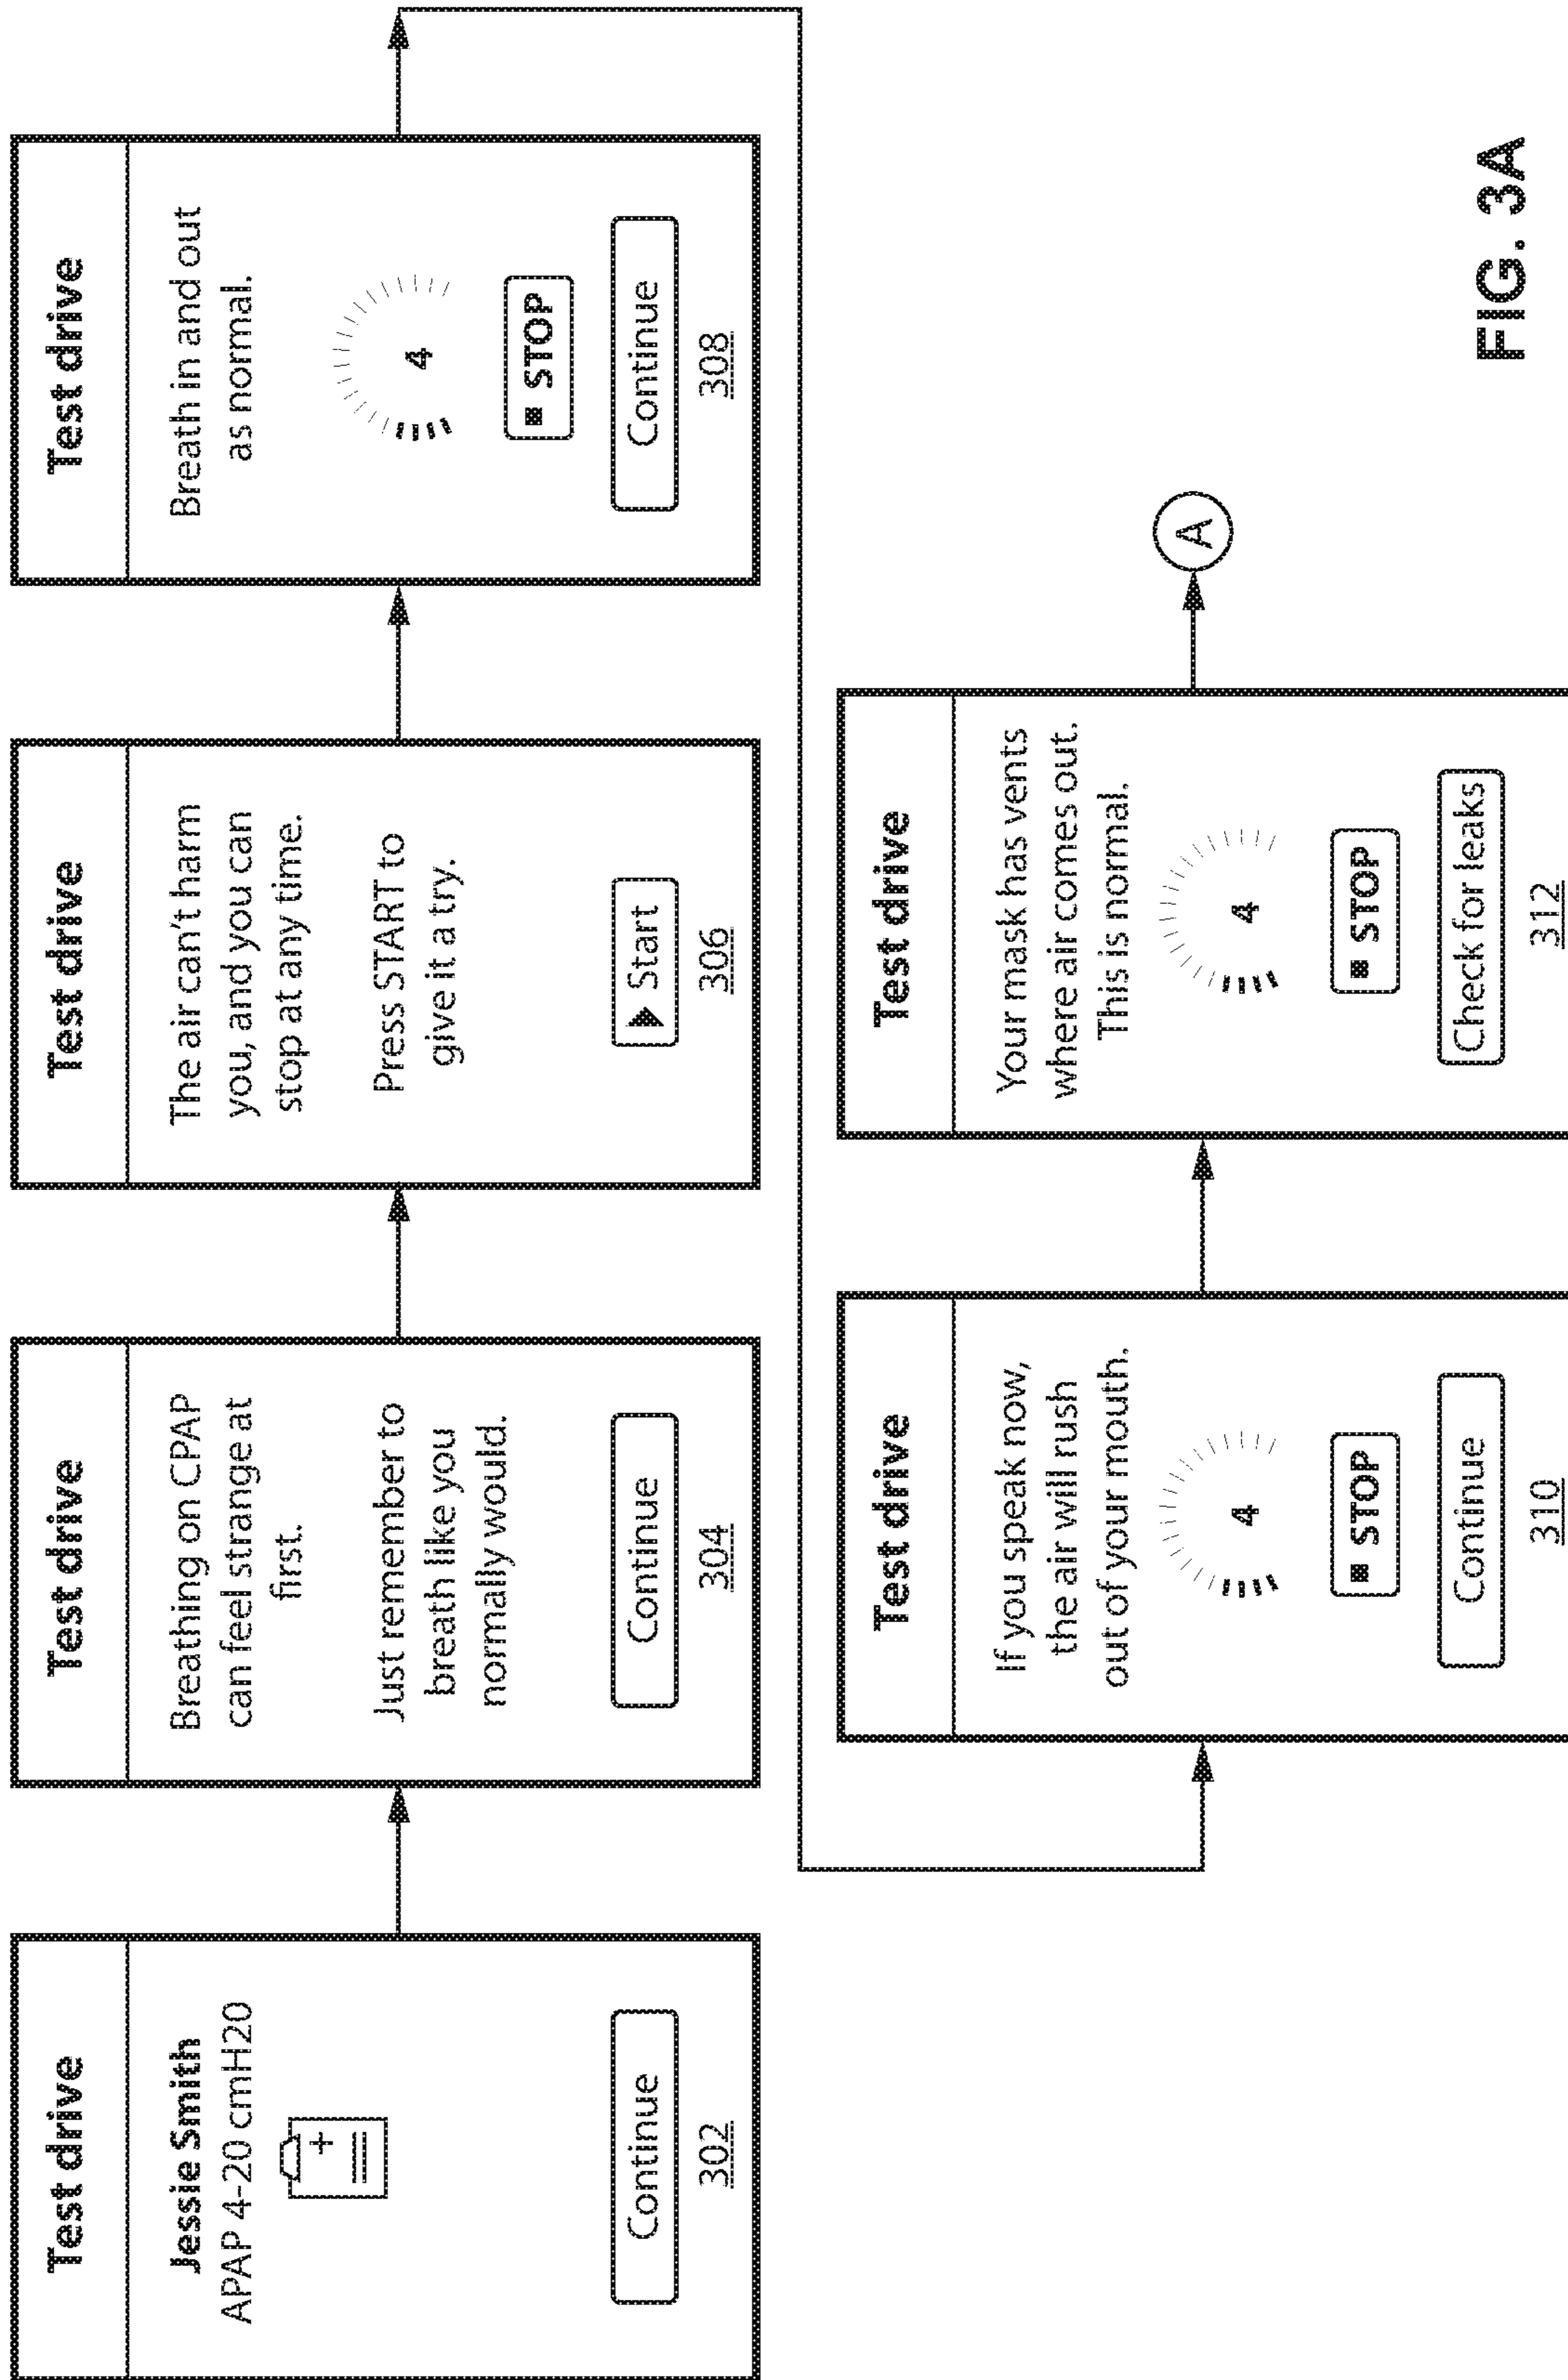 Test drive
Jessie Smith
APAP 4-20 cmH20
+
Continue
302
Test drive
Breathing on CPAP
can feel strange at
first.
Just remember to
breath like you
normally would.
Continue
304
Test drive
The air can't harm
you, and you can
stop at any time.
Press START to
give it a try.
Start
306
Test drive
Breath in and out
as normal.
4
STOP
Continue
308
Test drive
If you speak now,
the air will rush
out of your mouth.
4
STOP
Continue
310
Test drive
Your mask has vents
where air comes out.
This is normal.
4
STOP
Check for leaks
312
A
FIG. 3A